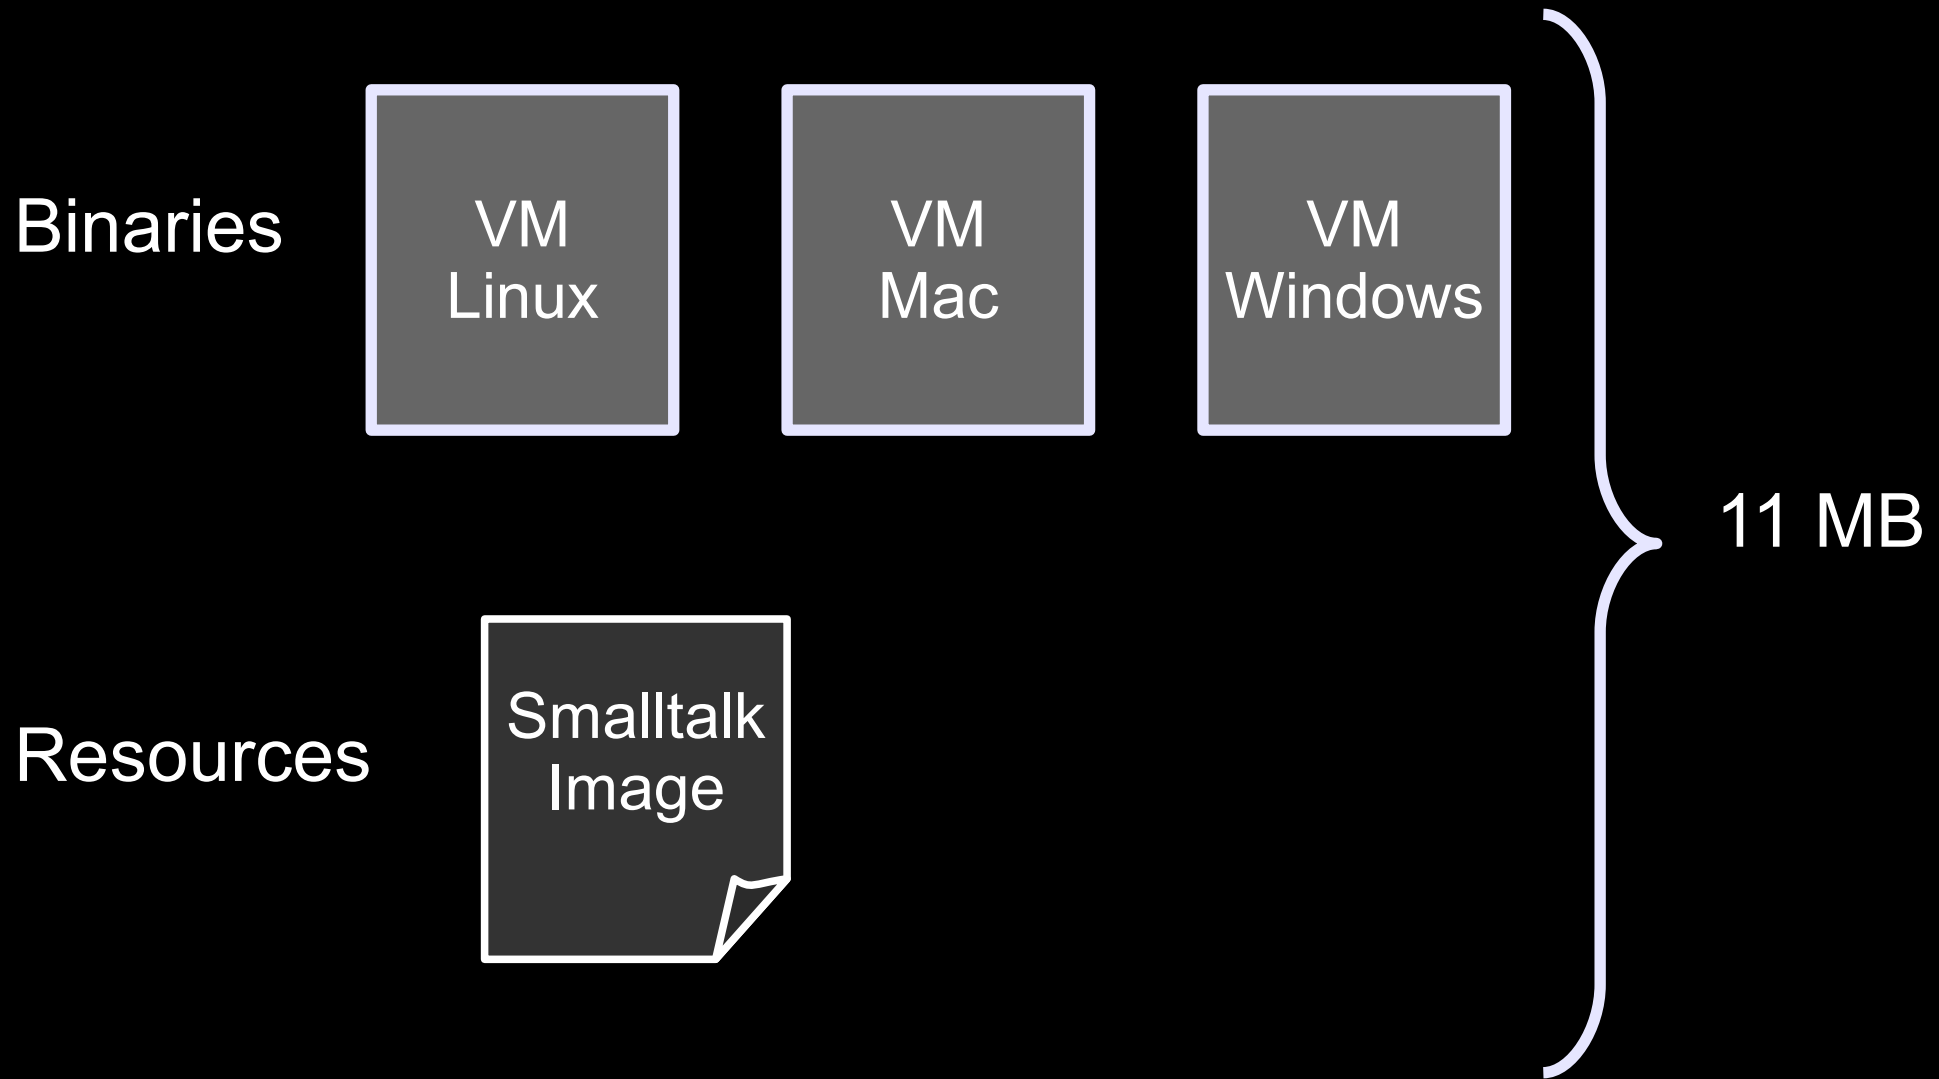 Binaries
VM
Linux
VM
Mac
VM
Windows
11 MB
Resources
Smalltalk
Image